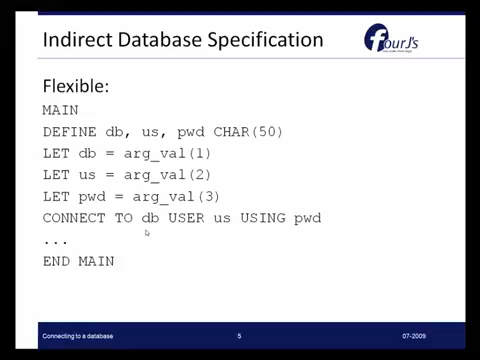 Indirect Database Specification
fourJ's
Flexible:
MAIN
DEFINE db, us, pwd CHAR(50)
LET db = arg_val(1)
LET us = arg_val(2)
LET pwd = arg_val(3)
CONNECT TO db USER us USING pwd
...
END MAIN
Connecting to a database 5 07-2009